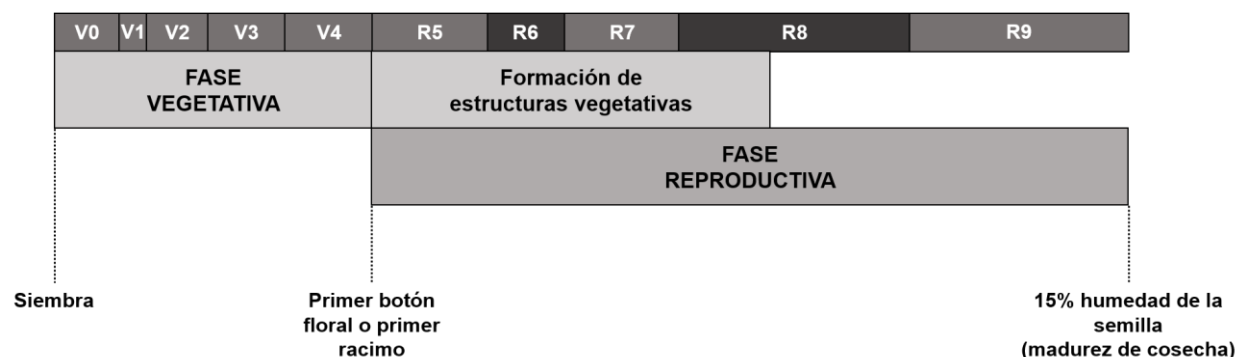 V0 V1 V2 V3 V4 R5 R6 R7 R8 R9
FASE
VEGETATIVA
Formación de
estructuras vegetativas
FASE
REPRODUCTIVA
Siembra
Primer botón
floral o primer
racimo
15% humedad de la
semilla
(madurez de cosecha)